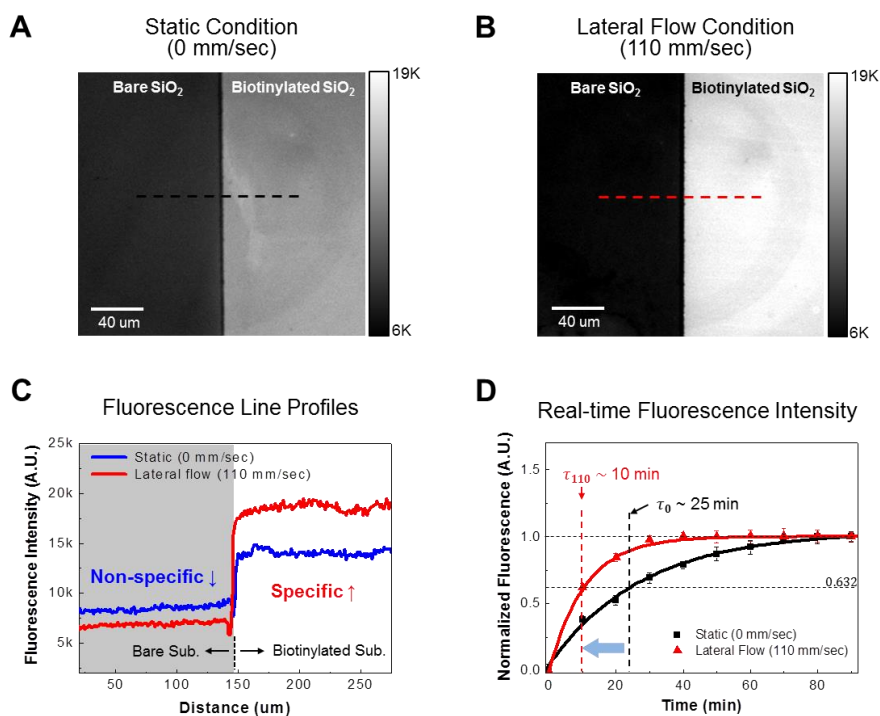 A
Static Condition
(0 mm/sec)
Bare SiO₂
Biotinylated SiO₂
19K
6K
40 um
B
Lateral Flow Condition
(110 mm/sec)
Bare SiO₂
Biotinylated SiO₂
19K
6K
40 um
C
Fluorescence Line Profiles
Fluorescence Intensity (A.U.)
25k
20k
15k
10k
5k
Static (0 mm/sec)
Lateral flow (110 mm/sec)
Non-specific ↓
Specific ↑
Bare Sub.
Biotinylated Sub.
50 100 150 200 250
Distance (um)
D
Real-time Fluorescence Intensity
Normalized Fluorescence (A.U.)
1.5
1.0
0.5
0.0
τ₁₁₀ ~ 10 min
τ₀ ~ 25 min
0.632
Static (0 mm/sec)
Lateral Flow (110 mm/sec)
0 20 40 60 80
Time (min)